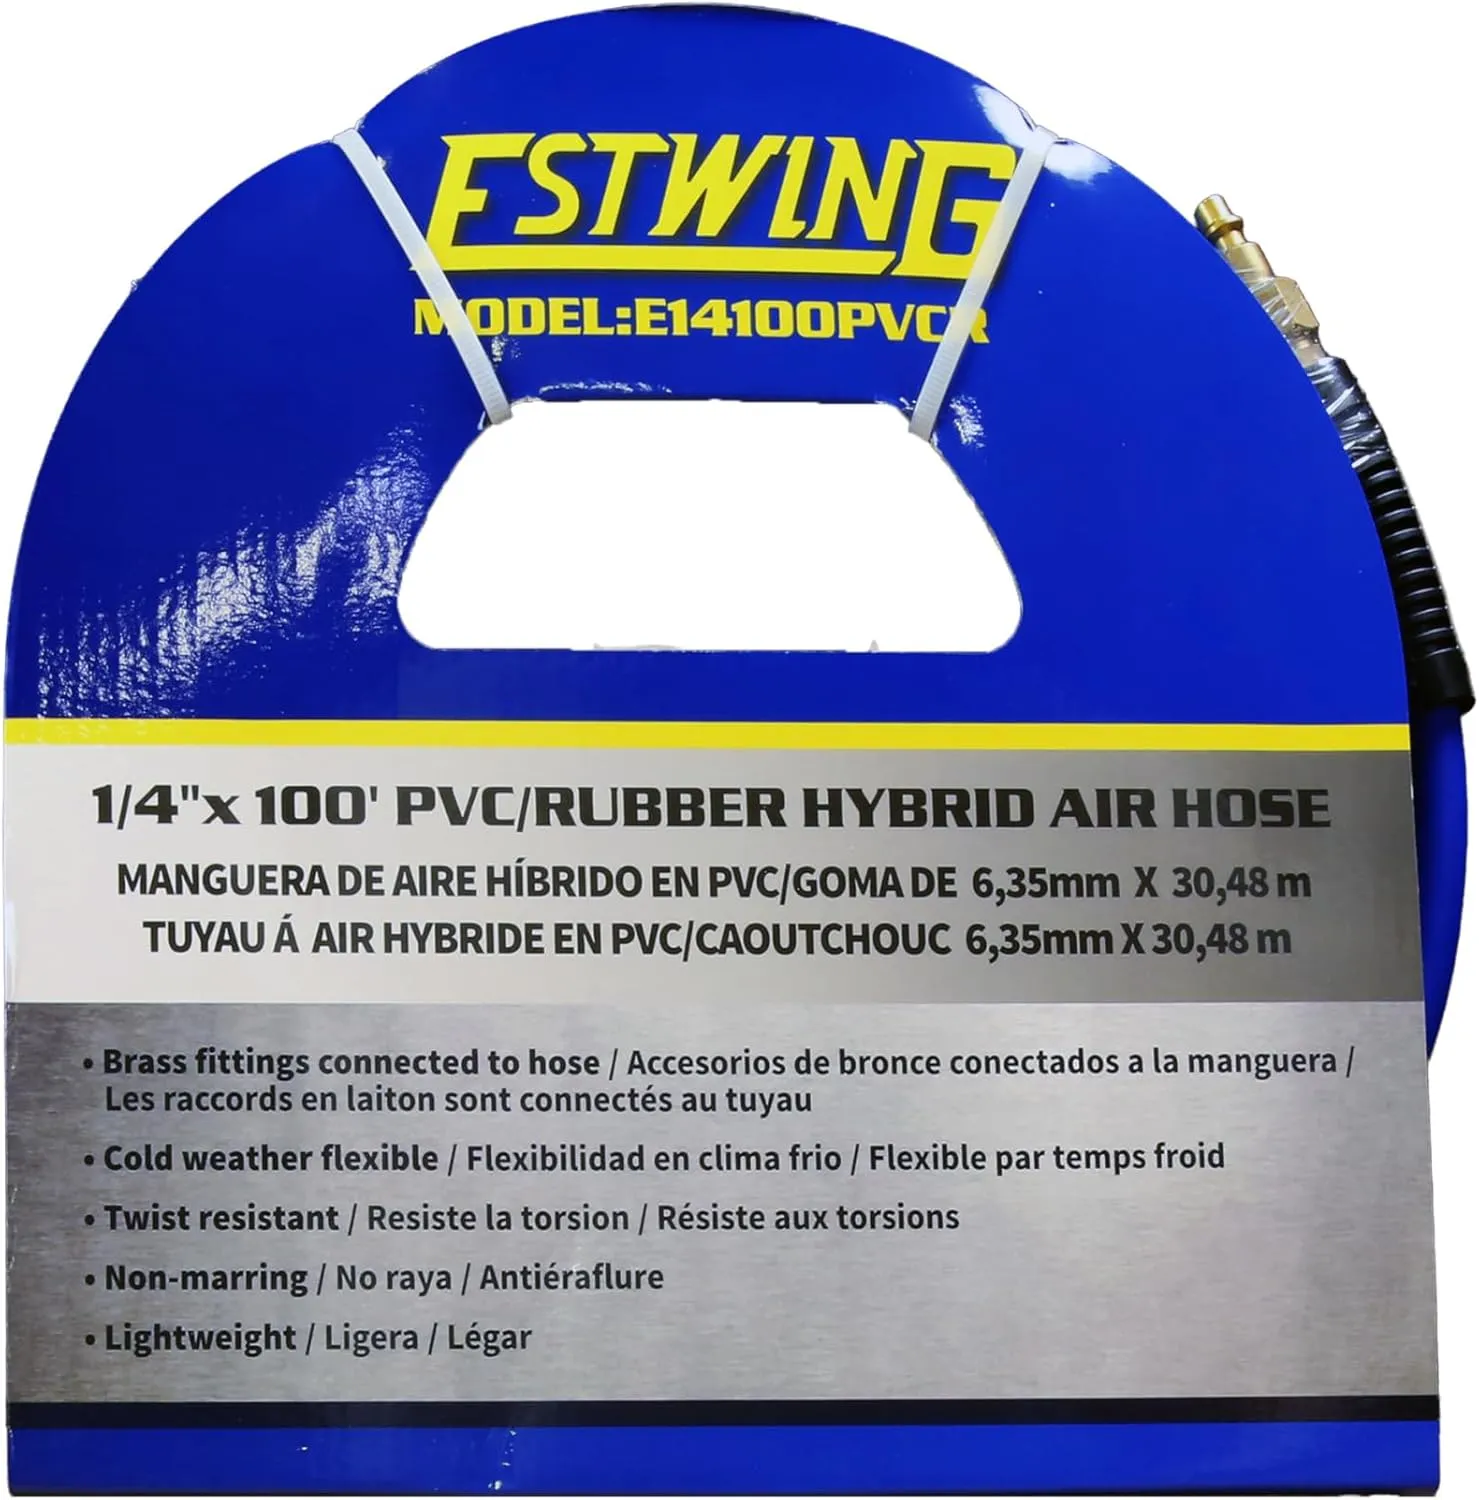 ESTWING
MODEL:E14100PVCR
1/4"x 100' PVC/RUBBER HYBRID AIR HOSE
MANGUERA DE AIRE HÍBRIDO EN PVC/GOMA DE 6,35mm X 30,48 m
TUYAU Á AIR HYBRIDE EN PVC/CAOUTCHOUC 6,35mm X 30,48 m
• Brass fittings connected to hose / Accesorios de bronce conectados a la manguera /
Les raccords en laiton sont connectés au tuyau
• Cold weather flexible / Flexibilidad en clima frio / Flexible par temps froid
• Twist resistant / Resiste la torsion / Résiste aux torsions
• Non-marring / No raya / Antiéraflure
• Lightweight / Ligera / Légar